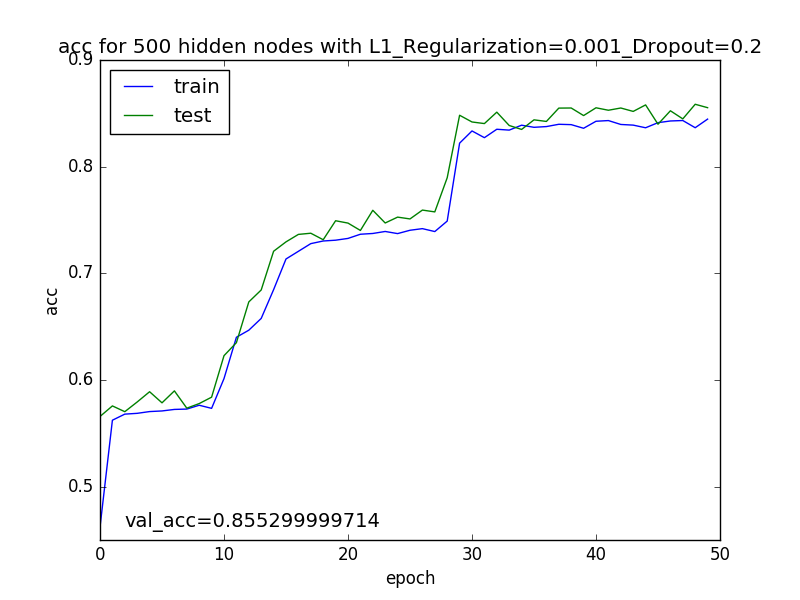 acc for 500 hidden nodes with L1_Regularization=0.001_Dropout=0.2
0.9
train
test
0.8
0.7
acc
0.6
0.5
val_acc=0.855299999714
0 10 20 30 40 50
epoch